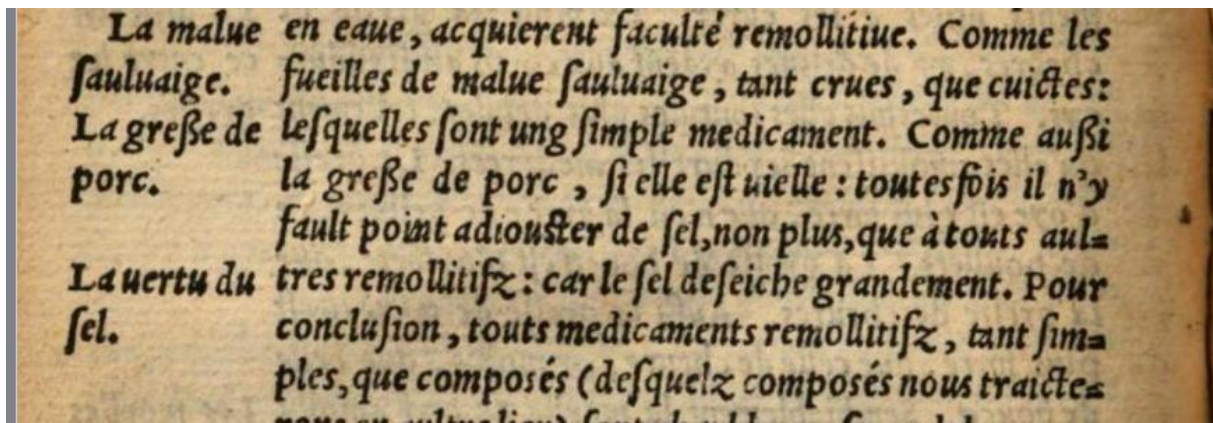 La malue
sauluaige.
La gresse de
porc.
La uertu du
sel.
en eaue, acquierent faculté remollitiue. Comme les
fueilles de malue ſauluaige, tant crues, que cuictes:
leſquelles ſont ung ſimple medicament. Comme auſſi
la greſſe de porc, ſi elle eſt uielle: toutesfois il n'y
fault point adiouſter de ſel, non plus, que à touts aul=
tres remollitifz: car le ſel deſeiche grandement. Pour
concluſion, touts medicaments remollitifz, tant ſim=
ples, que composés (deſquelz composés nous traicte=